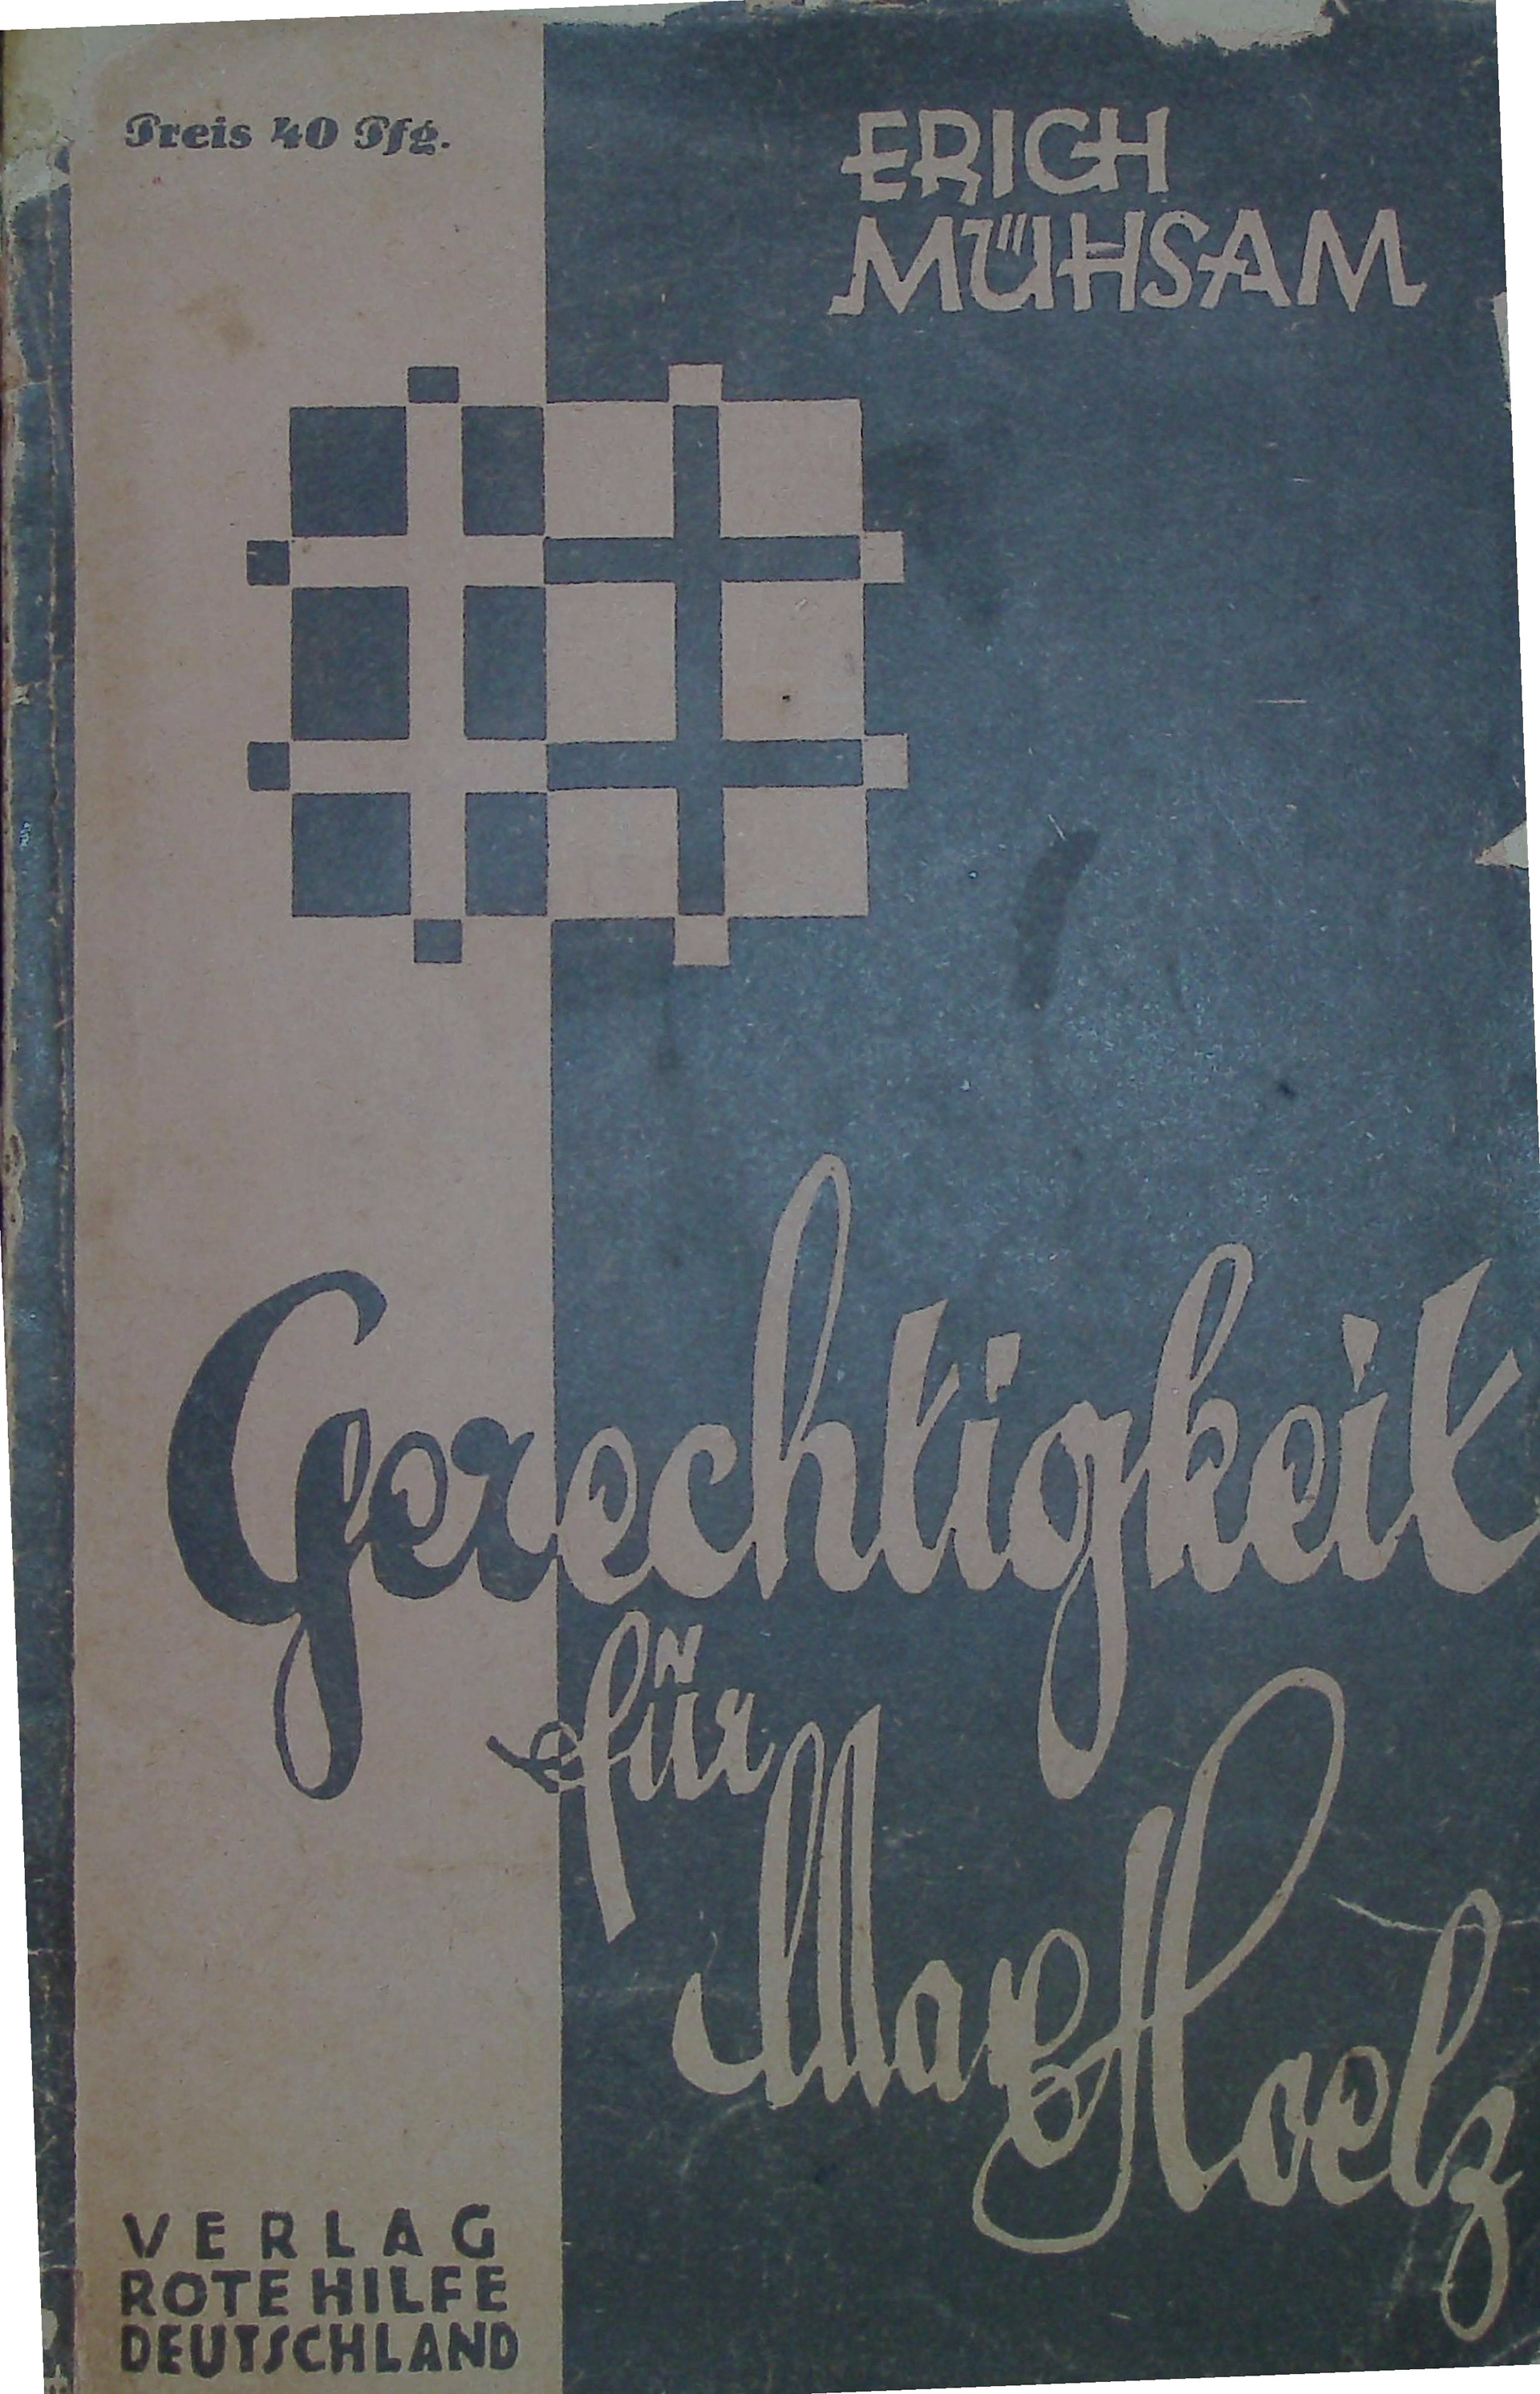 Preis 40 Pfg.
ERICH
MÜHSAM
Gerechtigkeit
für
Max Hoelz
VERLAG
ROTE HILFE
DEUTSCHLAND